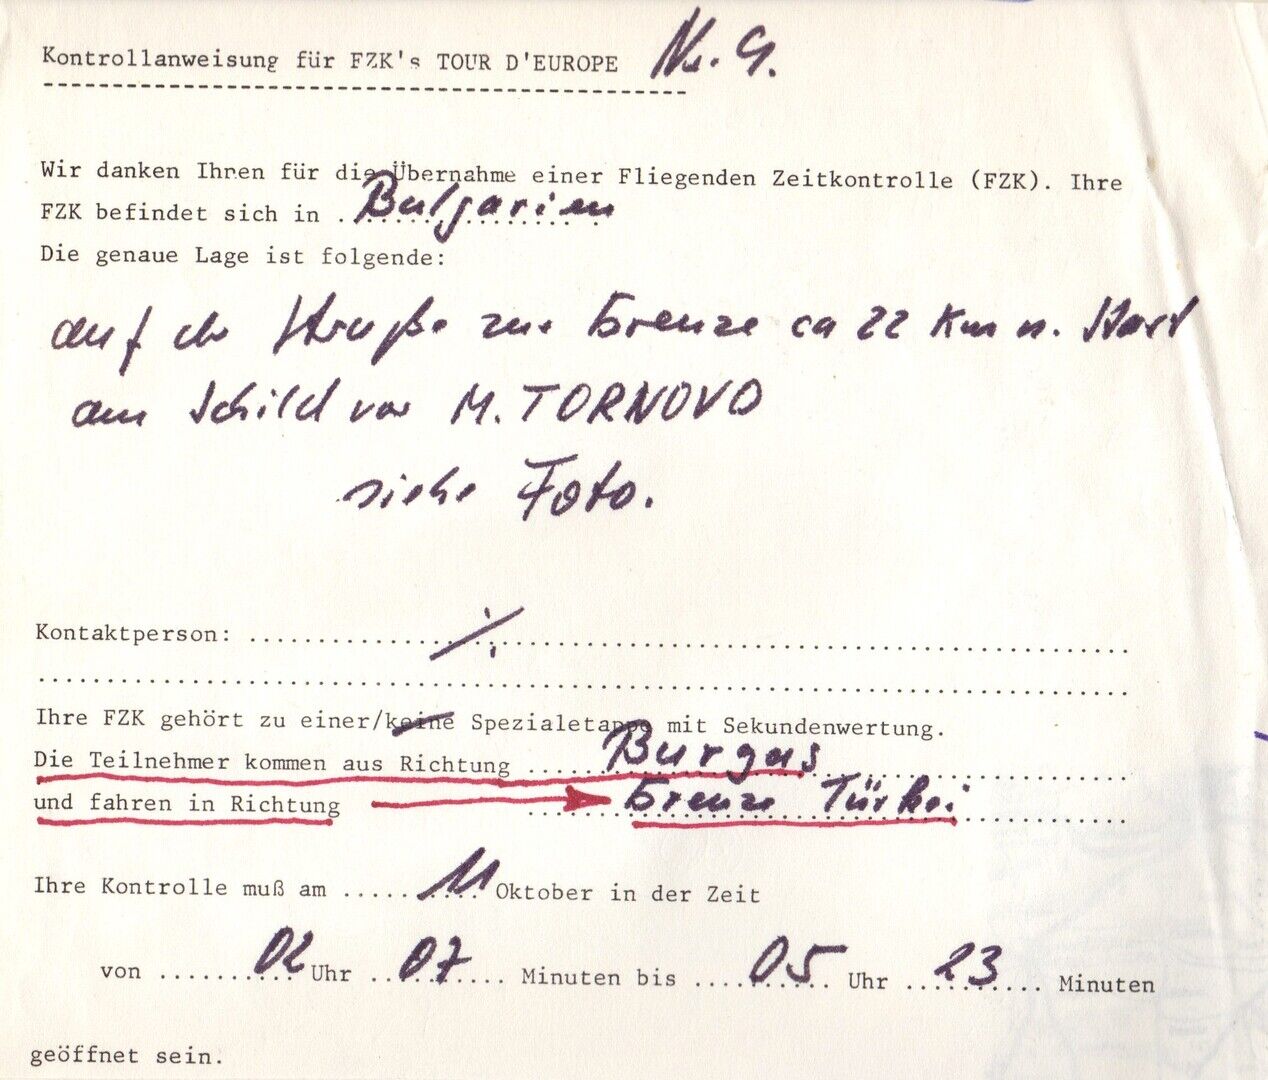 Kontrollanweisung für FZK's TOUR D'EUROPE Nr. 9.
Wir danken Ihnen für die Übernahme einer Fliegenden Zeitkontrolle (FZK). Ihre
FZK befindet sich in . Bulgarien
Die genaue Lage ist folgende:
auf der Straße zur Grenze ca 22 Km n. Start
am Schild vor M. TORNOVO
siehe Foto.
Kontaktperson: ........ ./. ........
Ihre FZK gehört zu einer/keine Spezialetappe mit Sekundenwertung.
Die Teilnehmer kommen aus Richtung ..... Burgas
und fahren in Richtung Grenze Türkei
Ihre Kontrolle muß am ..... 11 Oktober in der Zeit
von ........ 02 Uhr .. 07 .... Minuten bis .... 05 .. Uhr .. 23 .... Minuten
geöffnet sein.